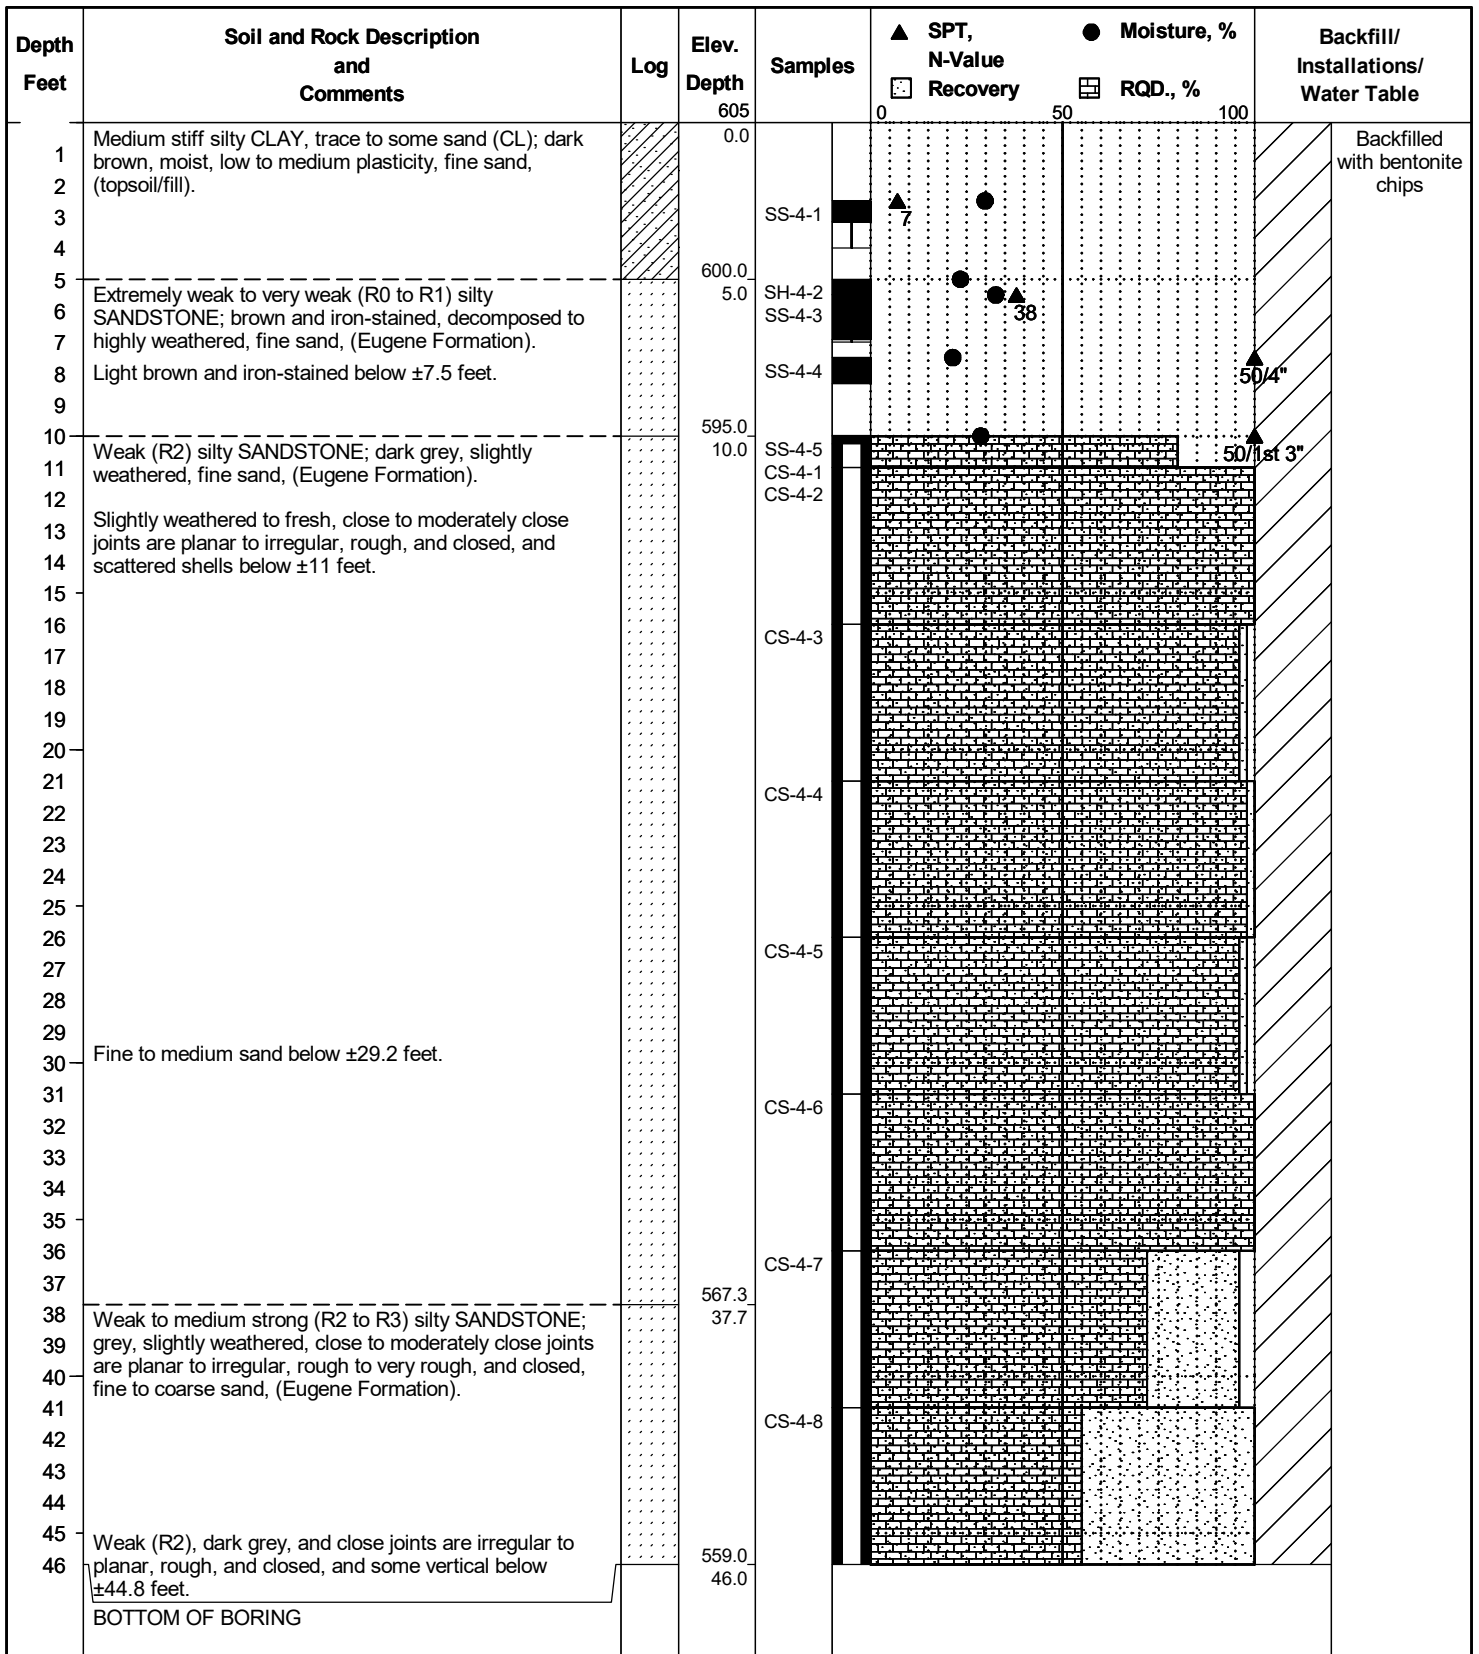 Depth
Feet
Soil and Rock Description
and
Comments
Log
Elev.
Depth
605
Samples
▲ SPT,
N-Value
● Moisture, %
Recovery
RQD., %
0 50 100
Backfill/
Installations/
Water Table
Medium stiff silty CLAY, trace to some sand (CL); dark
brown, moist, low to medium plasticity, fine sand,
(topsoil/fill).
0.0
Backfilled
with bentonite
chips
1
2
3
4
SS-4-1
7
5
600.0
5.0
Extremely weak to very weak (R0 to R1) silty
SANDSTONE; brown and iron-stained, decomposed to
highly weathered, fine sand, (Eugene Formation).
Light brown and iron-stained below ±7.5 feet.
6
7
8
9
SH-4-2
SS-4-3
38
SS-4-4
50/4"
10
595.0
10.0
Weak (R2) silty SANDSTONE; dark grey, slightly
weathered, fine sand, (Eugene Formation).
SS-4-5
50/1st 3"
CS-4-1
CS-4-2
11
12
13
14
Slightly weathered to fresh, close to moderately close
joints are planar to irregular, rough, and closed, and
scattered shells below ±11 feet.
15
16
CS-4-3
17
18
19
20
21
CS-4-4
22
23
24
25
26
CS-4-5
27
28
29
Fine to medium sand below ±29.2 feet.
30
31
CS-4-6
32
33
34
35
36
CS-4-7
37
567.3
37.7
38
39
40
41
Weak to medium strong (R2 to R3) silty SANDSTONE;
grey, slightly weathered, close to moderately close joints
are planar to irregular, rough to very rough, and closed,
fine to coarse sand, (Eugene Formation).
CS-4-8
42
43
44
45
46
Weak (R2), dark grey, and close joints are irregular to
planar, rough, and closed, and some vertical below
±44.8 feet.
559.0
46.0
BOTTOM OF BORING